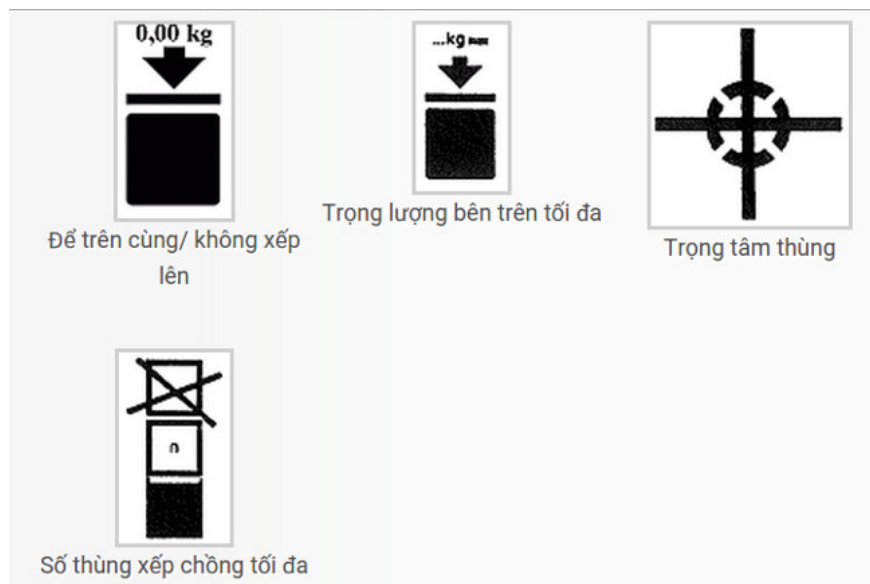 0,00 kg
...kg max
Để trên cùng/ không xếp
lên
Trọng lượng bên trên tối đa
Trọng tâm thùng
n
Số thùng xếp chồng tối đa